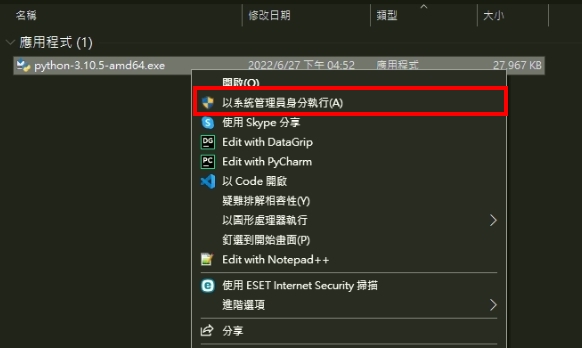 名稱 修改日期 類型 大小
應用程式 (1)
python-3.10.5-amd64.exe 2022/6/27 下午 04:52 應用程式 27,967 KB
開啟(O)
以系統管理員身分執行(A)
使用 Skype 分享
Edit with DataGrip
Edit with PyCharm
以 Code 開啟
疑難排解相容性(Y)
以圖形處理器執行
釘選到開始畫面(P)
Edit with Notepad++
使用 ESET Internet Security 掃描
進階選項
分享